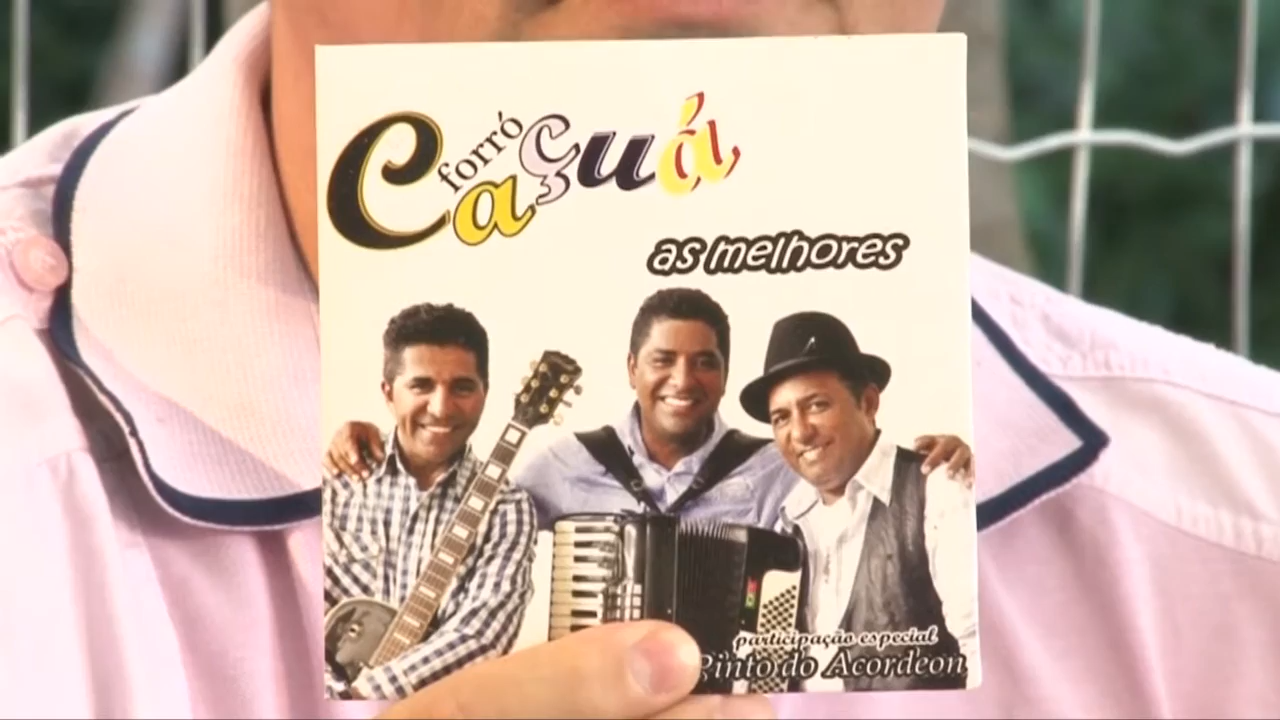 forró
Caçuá
as melhores
participação especial
Pinto do Acordeon